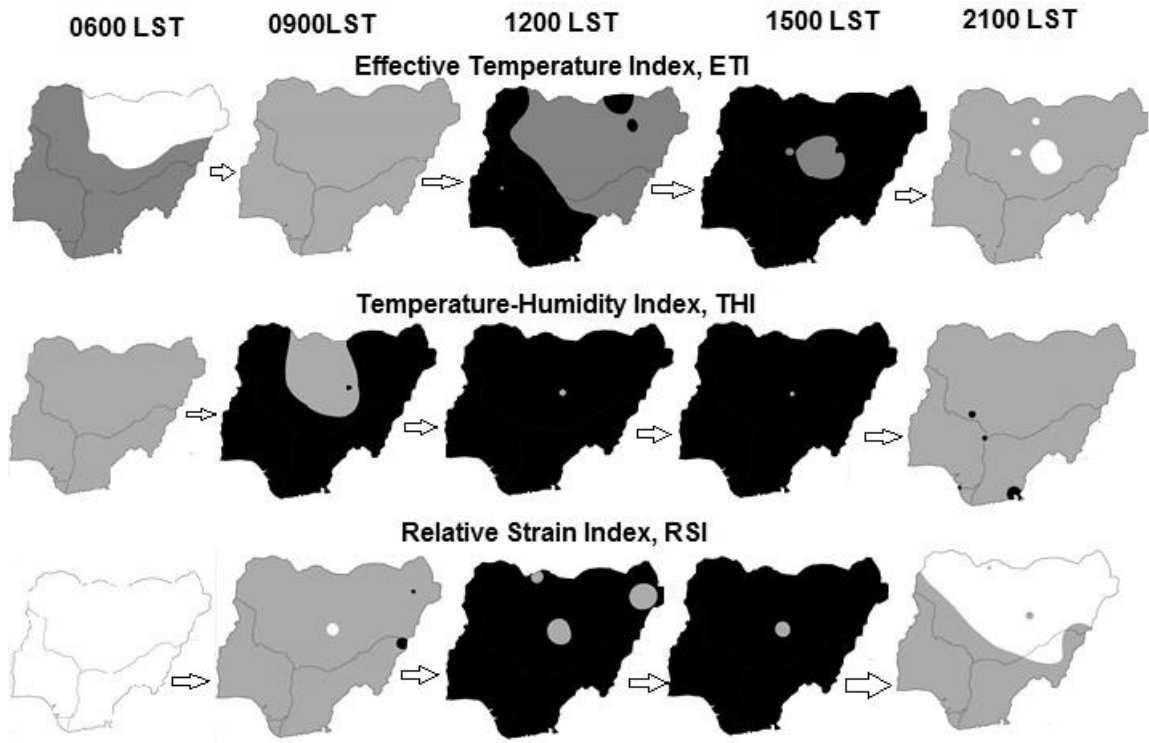 0600 LST 0900LST 1200 LST 1500 LST 2100 LST
Effective Temperature Index, ETI
Temperature-Humidity Index, THI
Relative Strain Index, RSI